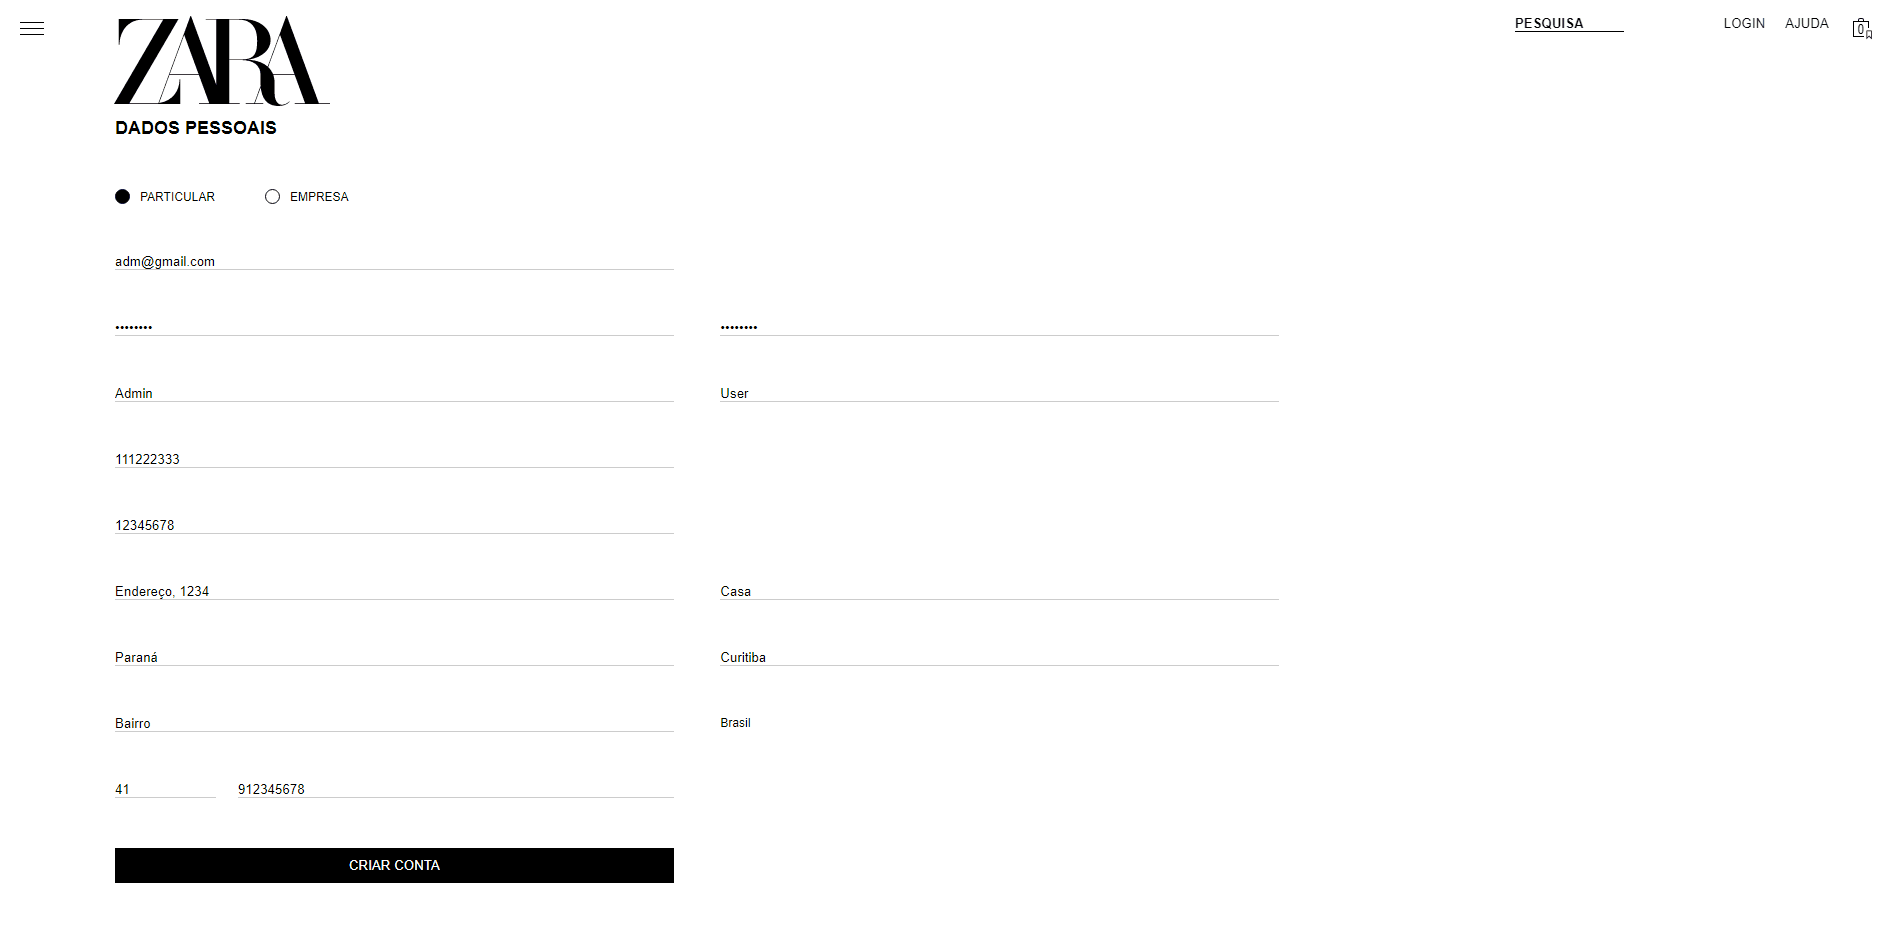 ZARA
PESQUISA
LOGIN AJUDA 0
DADOS PESSOAIS
PARTICULAR EMPRESA
adm@gmail.com
•••••••• ••••••••
Admin User
111222333
12345678
Endereço, 1234 Casa
Paraná Curitiba
Bairro Brasil
41 912345678
CRIAR CONTA